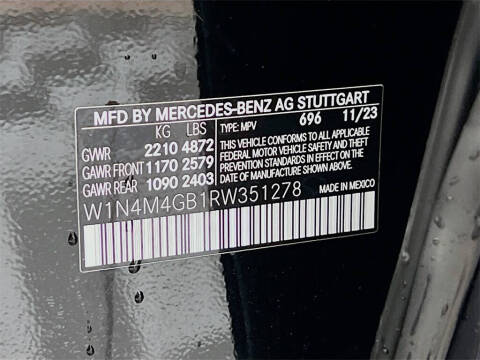 MFD BY MERCEDES-BENZ AG STUTTGART
KG LBS TYPE: MPV 696 11/23
GVWR 2210 4872
GAWR FRONT 1170 2579
GAWR REAR 1090 2403
THIS VEHICLE CONFORMS TO ALL APPLICABLE
FEDERAL MOTOR VEHICLE SAFETY, BUMPER, AND THEFT
PREVENTION STANDARDS IN EFFECT ON THE
DATE OF MANUFACTURE SHOWN ABOVE.
MADE IN MEXICO
W1N4M4GB1RW351278